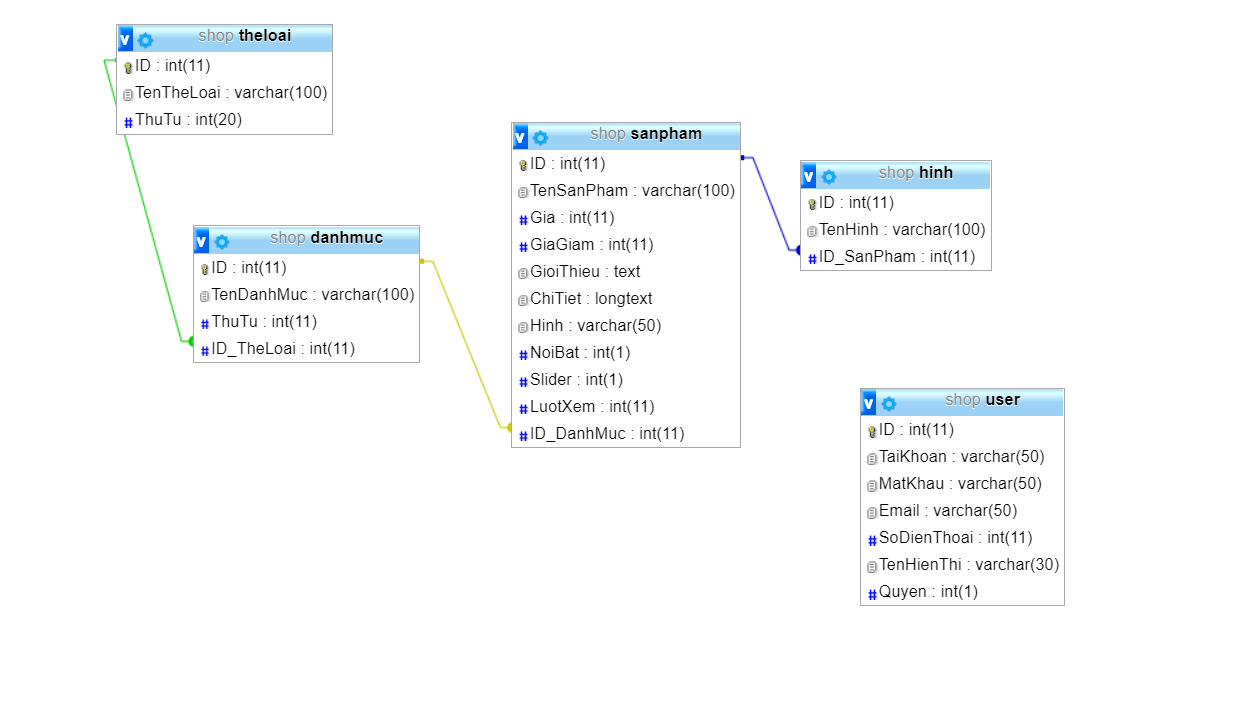 shop theloai
ID : int(11)
TenTheLoai : varchar(100)
ThuTu : int(20)
shop danhmuc
ID : int(11)
TenDanhMuc : varchar(100)
ThuTu : int(11)
ID_TheLoai : int(11)
shop sanpham
ID : int(11)
TenSanPham : varchar(100)
Gia : int(11)
GiaGiam : int(11)
GioiThieu : text
ChiTiet : longtext
Hinh : varchar(50)
NoiBat : int(1)
Slider : int(1)
LuotXem : int(11)
ID_DanhMuc : int(11)
shop hinh
ID : int(11)
TenHinh : varchar(100)
ID_SanPham : int(11)
shop user
ID : int(11)
TaiKhoan : varchar(50)
MatKhau : varchar(50)
Email : varchar(50)
SoDienThoai : int(11)
TenHienThi : varchar(30)
Quyen : int(1)